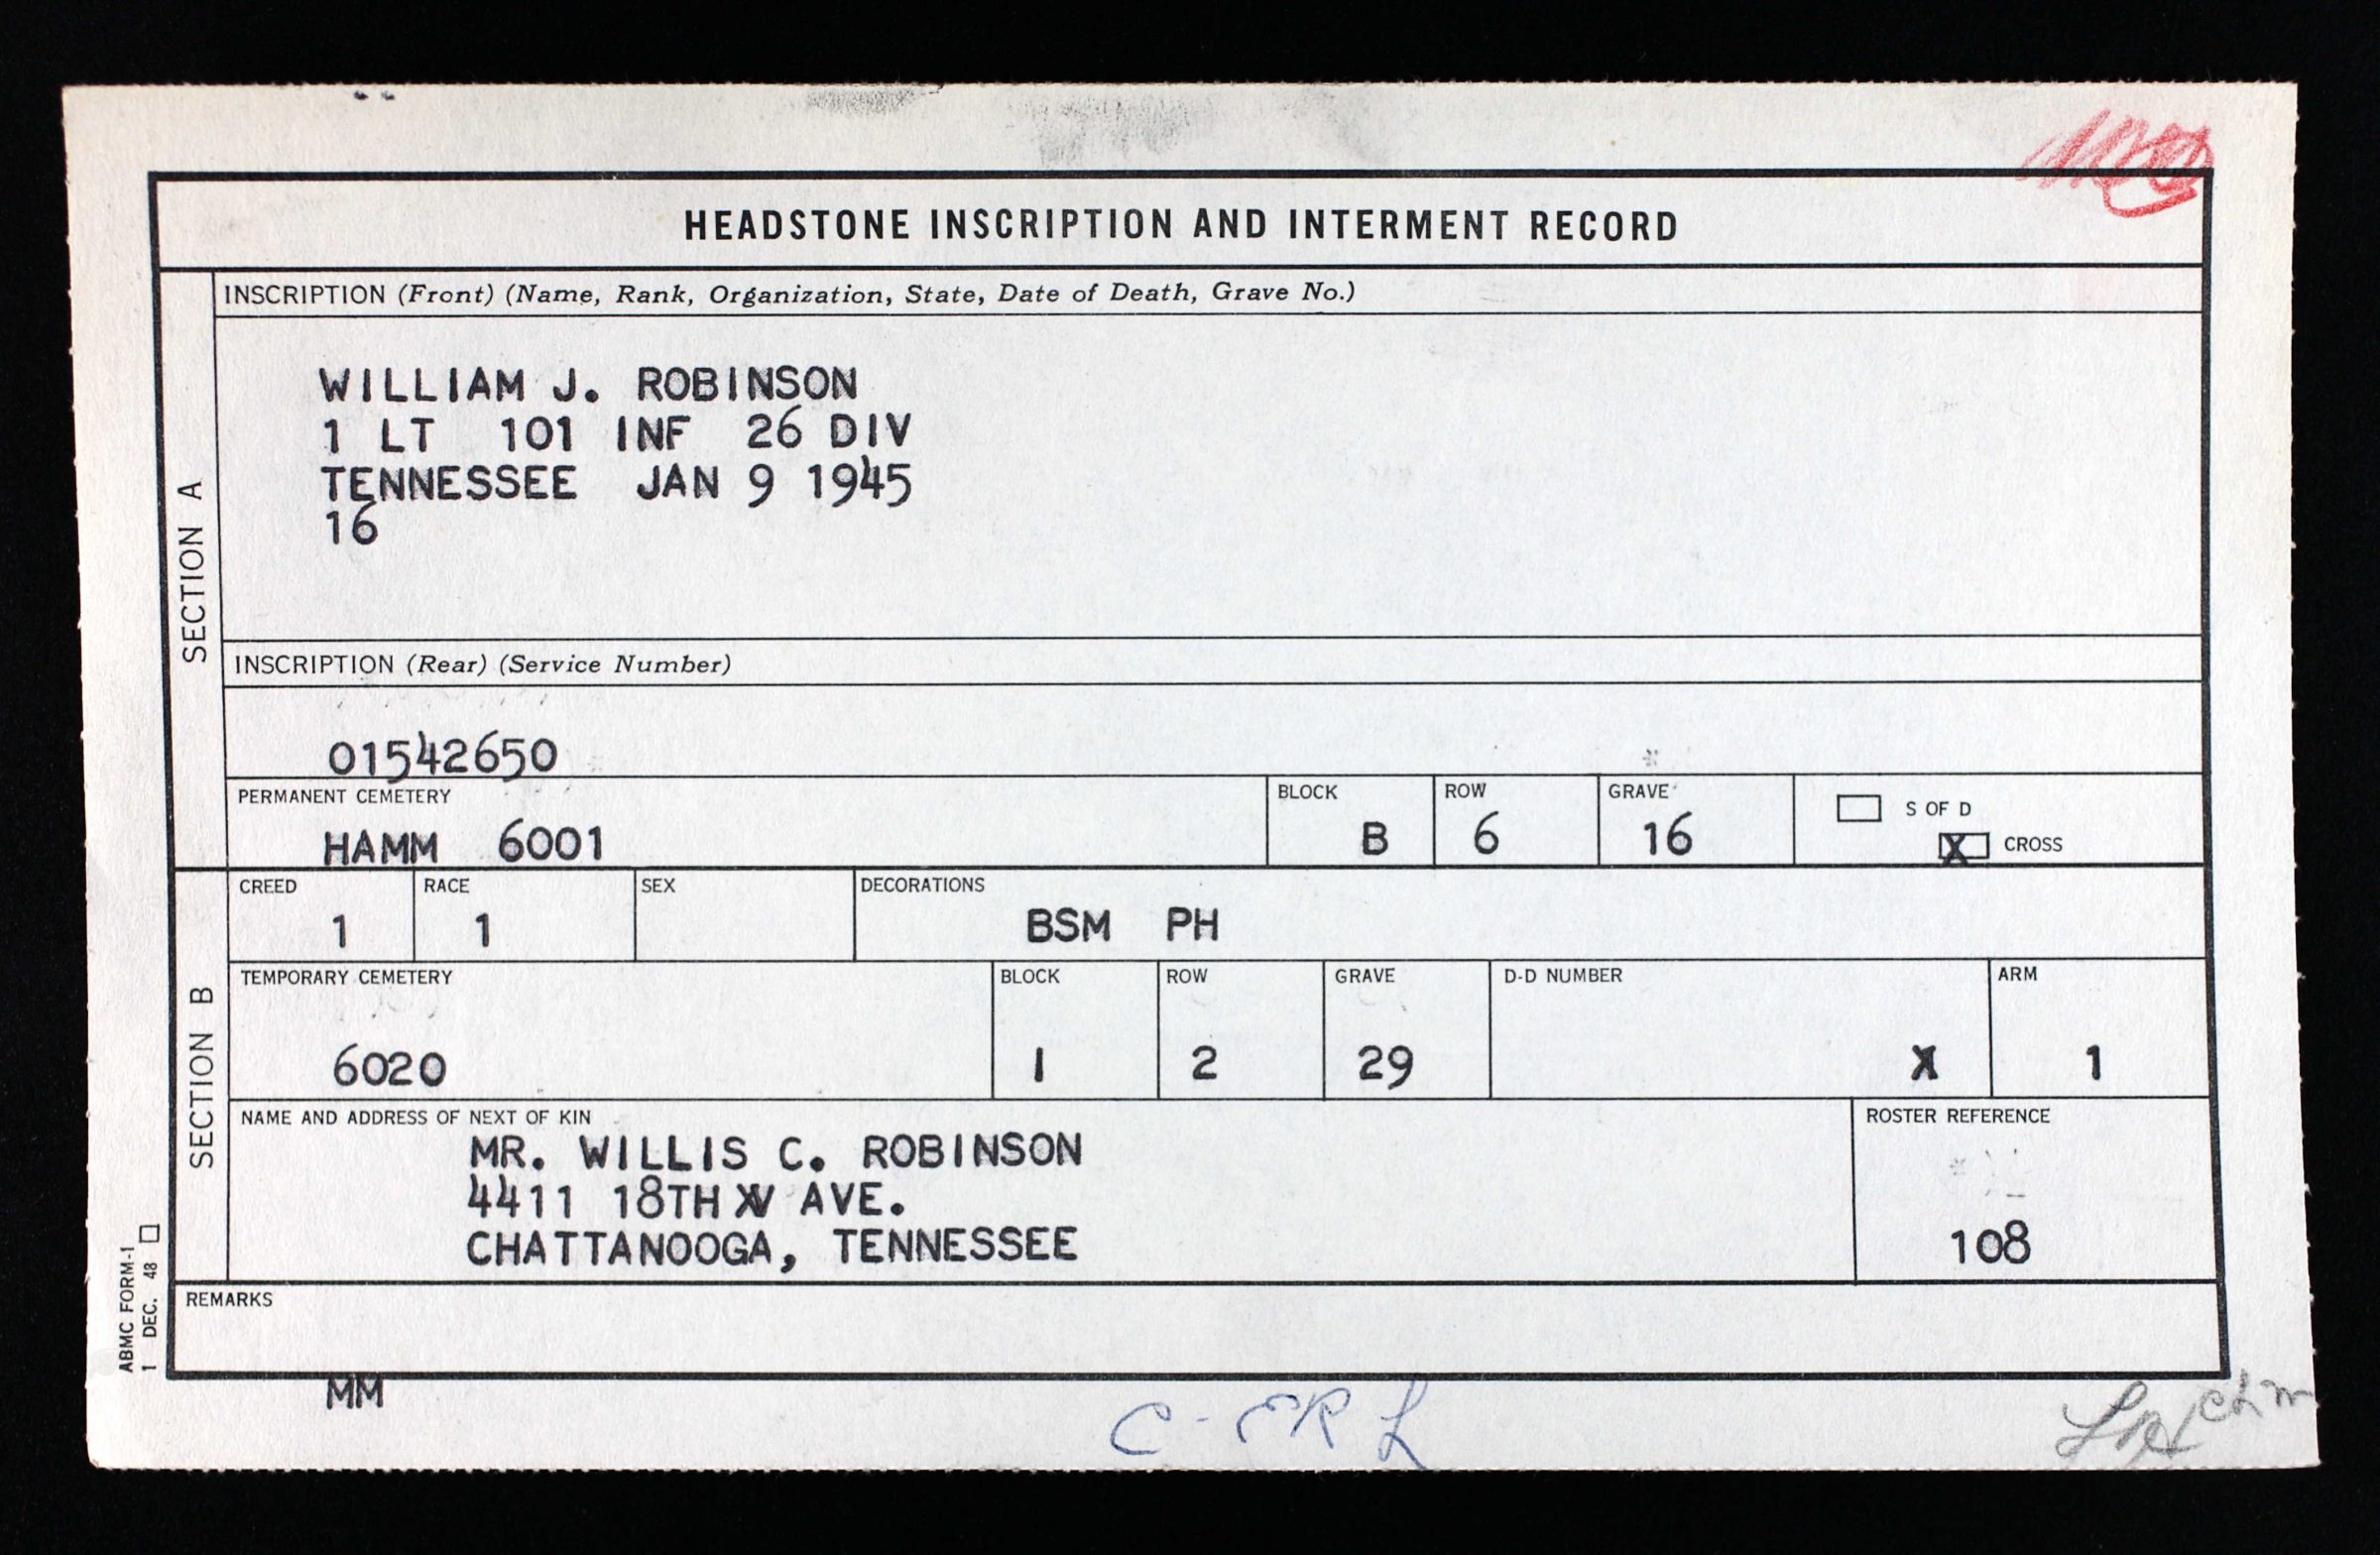 HEADSTONE INSCRIPTION AND INTERMENT RECORD
SECTION A
INSCRIPTION (Front) (Name, Rank, Organization, State, Date of Death, Grave No.)
WILLIAM J. ROBINSON
1 LT 101 INF 26 DIV
TENNESSEE JAN 9 1945
16
INSCRIPTION (Rear) (Service Number)
01542650
PERMANENT CEMETERY BLOCK ROW GRAVE
HAMM 6001 B 6 16
S OF D
X CROSS
SECTION B
CREED RACE SEX DECORATIONS
1 1 BSM PH
TEMPORARY CEMETERY BLOCK ROW GRAVE D-D NUMBER ARM
6020 1 2 29 X 1
NAME AND ADDRESS OF NEXT OF KIN ROSTER REFERENCE
MR. WILLIS C. ROBINSON
4411 18TH AVE.
CHATTANOOGA, TENNESSEE
108
REMARKS
ABMC FORM-1
1 DEC. 48
MM
C-ERL